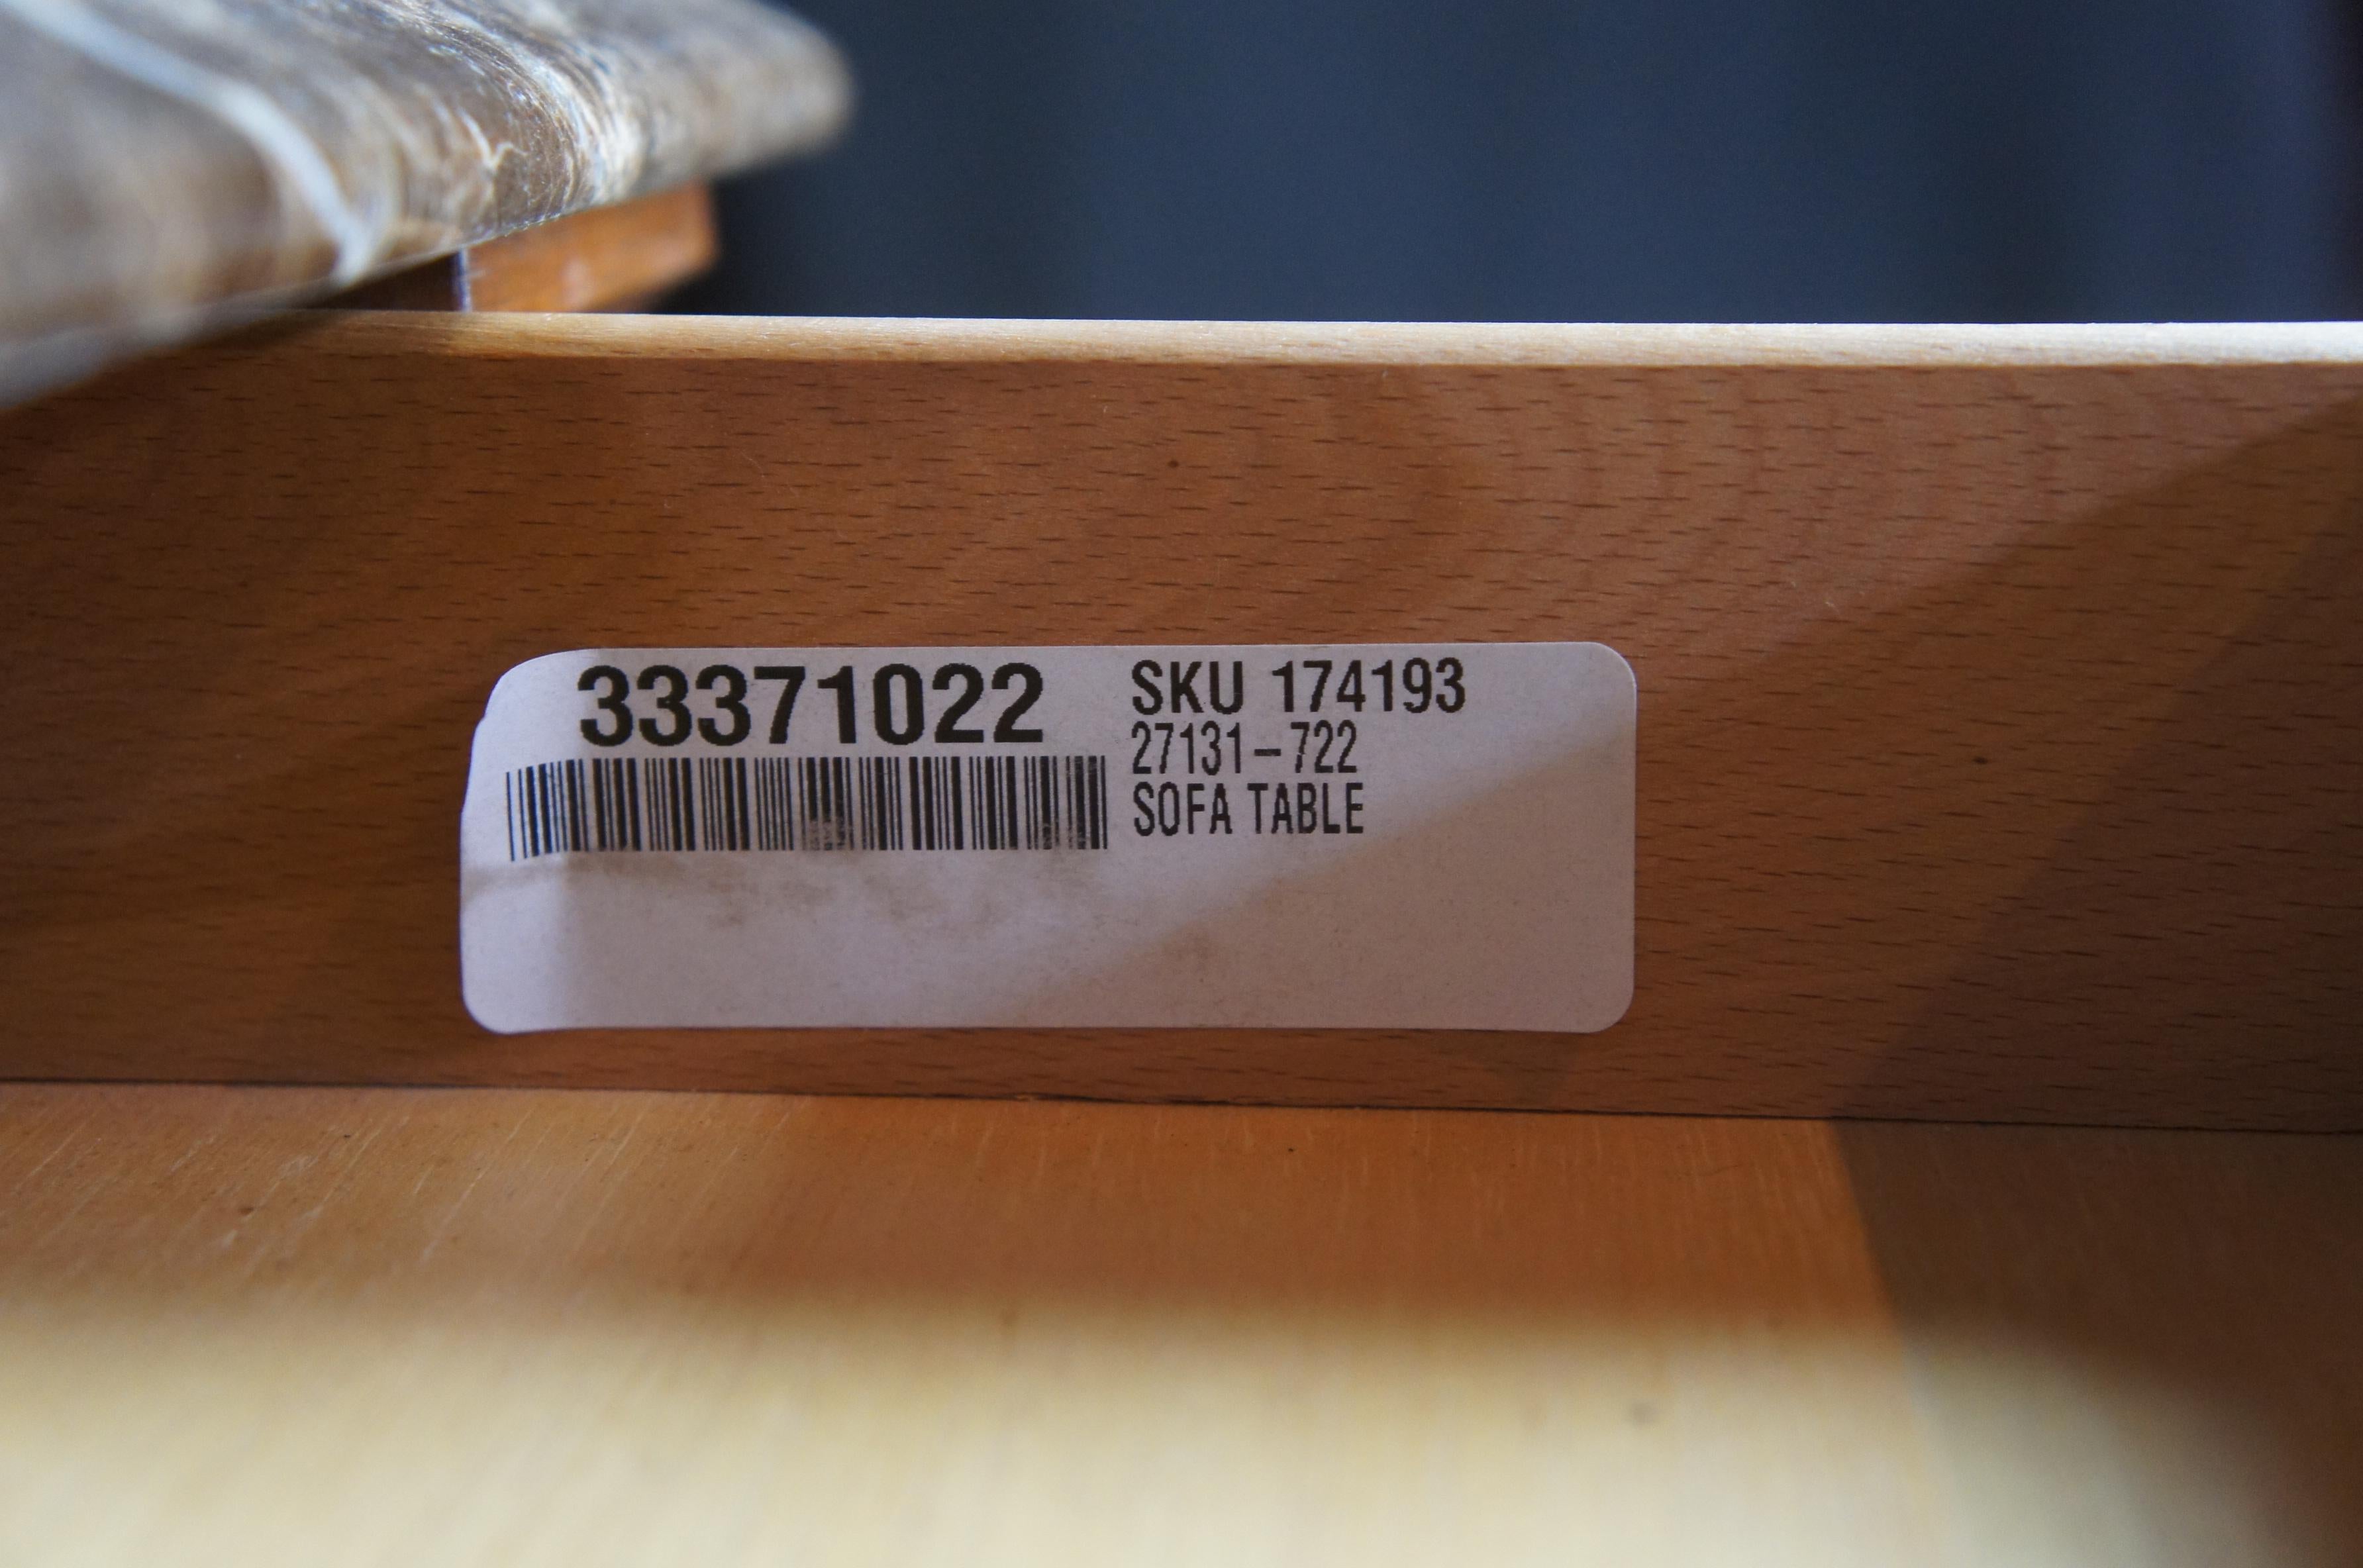 33371022
SKU 174193
27131-722
SOFA TABLE